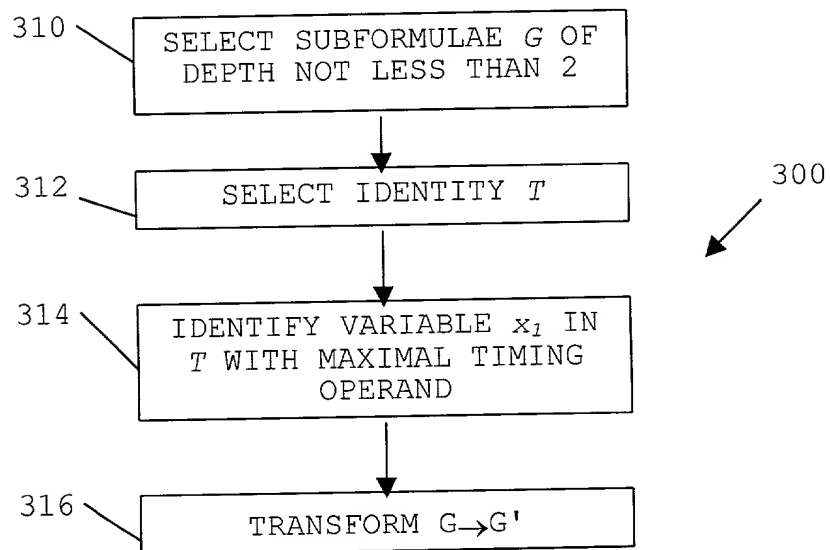 310
SELECT SUBFORMULAE G OF
DEPTH NOT LESS THAN 2
312
SELECT IDENTITY T
300
314
IDENTIFY VARIABLE x₁ IN
T WITH MAXIMAL TIMING
OPERAND
316
TRANSFORM G→G'